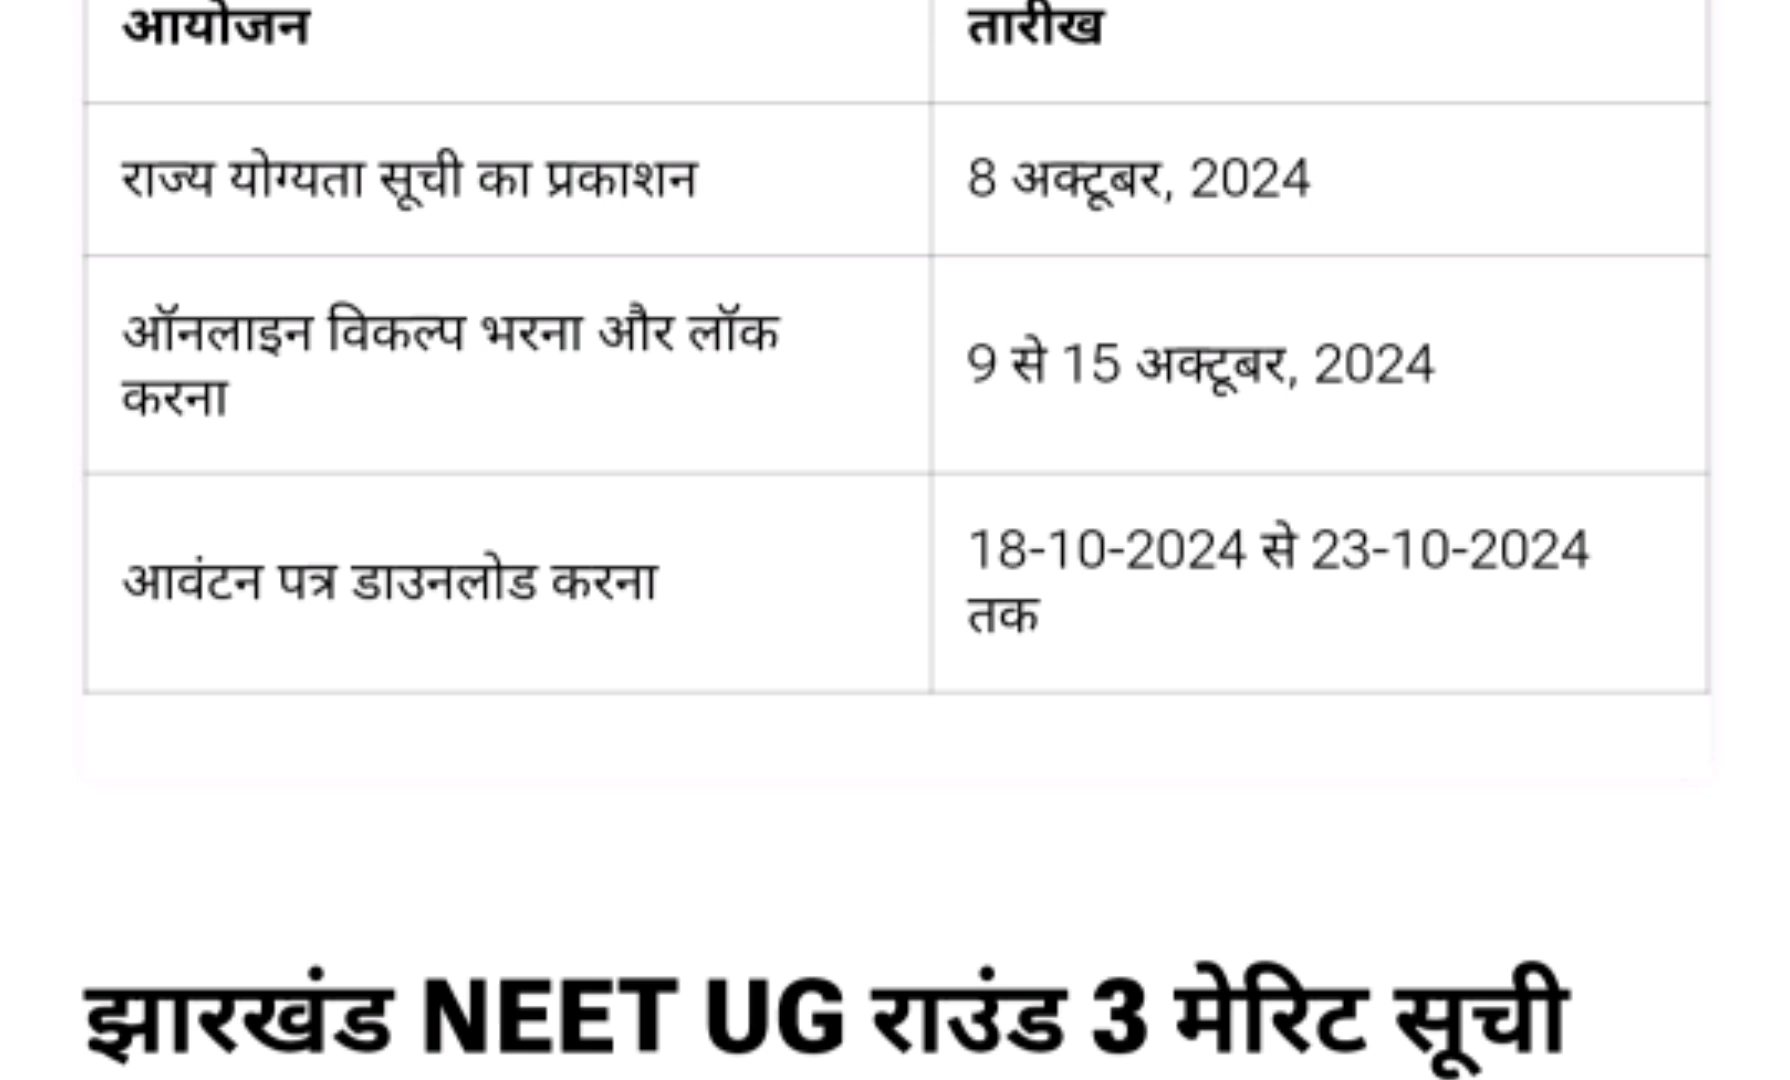 आयोजन
तारीख
राज्य योग्यता सूची का प्रकाशन
8 अक्टूबर, 2024
ऑनलाइन विकल्प भरना और लॉक
करना
9 से 15 अक्टूबर, 2024
आवंटन पत्र डाउनलोड करना
18-10-2024 से 23-10-2024
तक
झारखंड NEET UG राउंड 3 मेरिट सूची